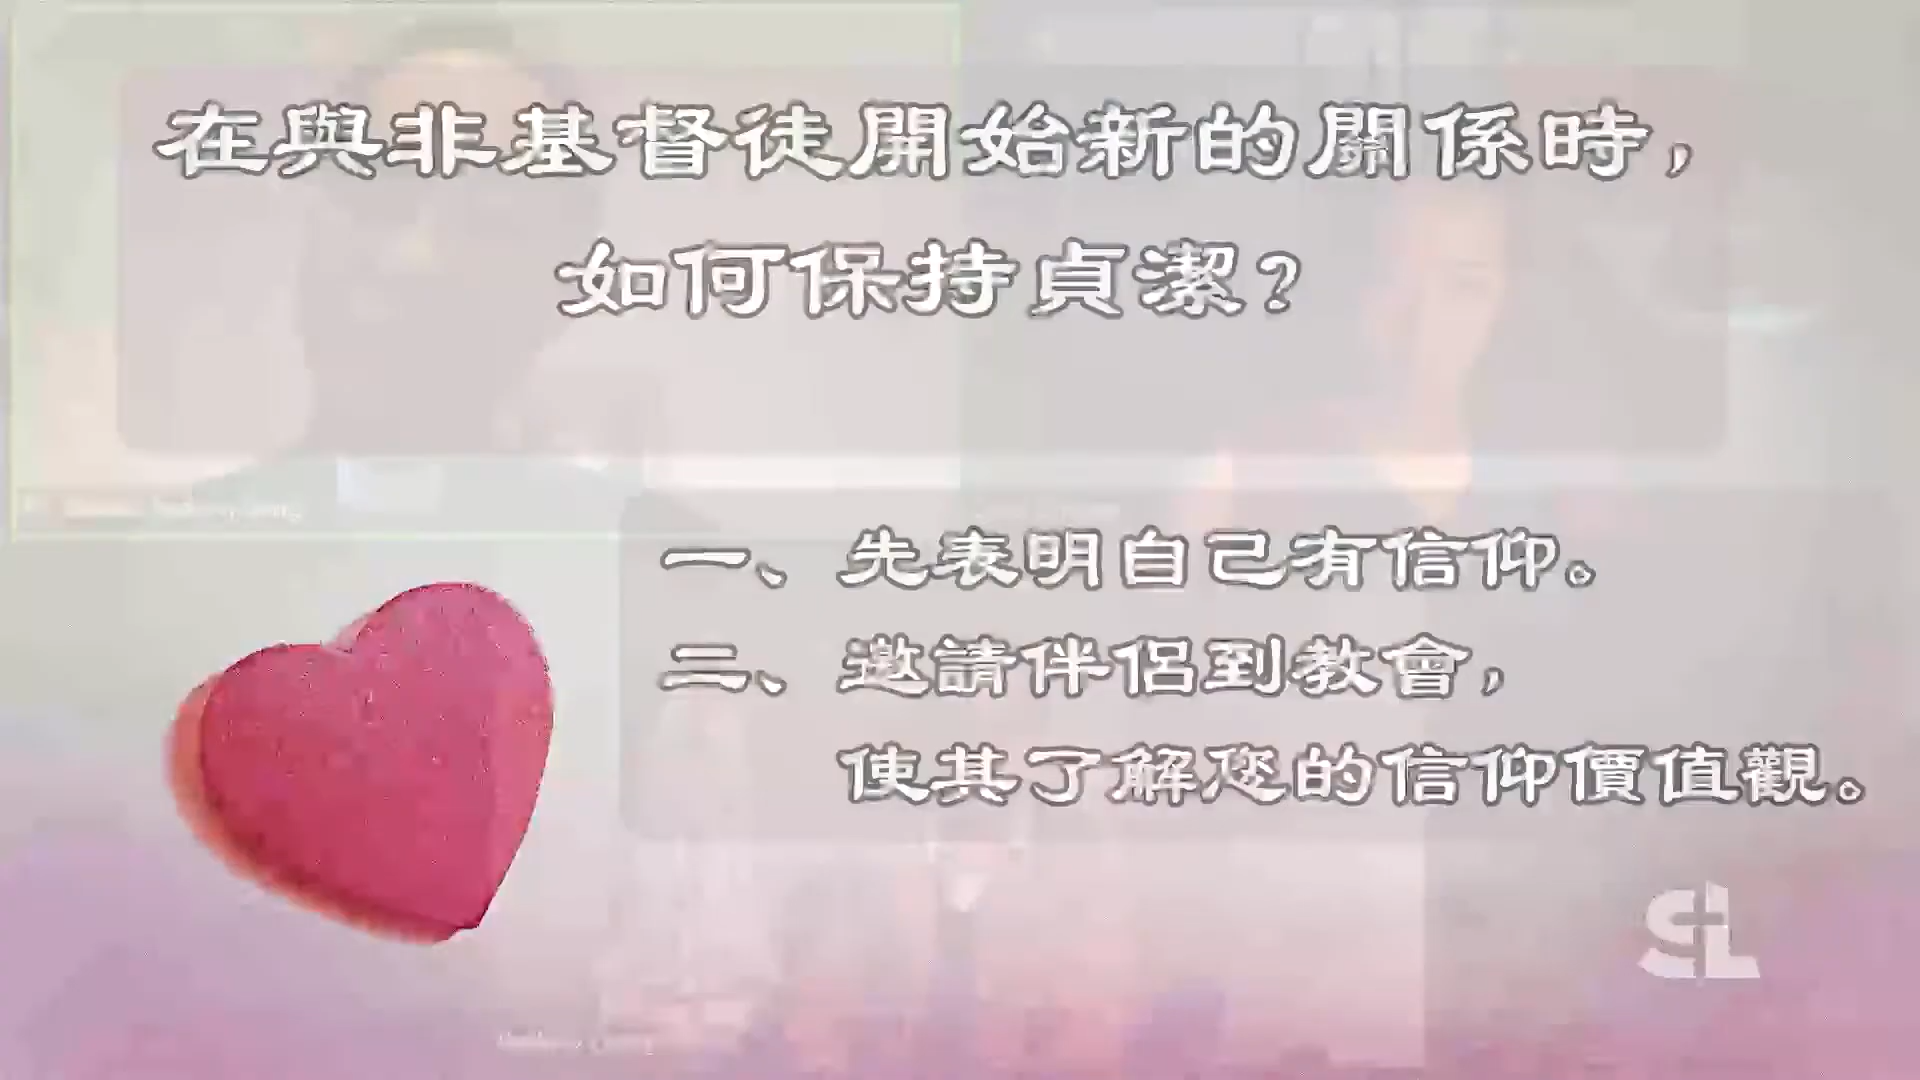 在與非基督徒開始新的關係時，
如何保持貞潔？
一、先表明自己有信仰。
二、邀請伴侶到教會，
使其了解您的信仰價值觀。
SL